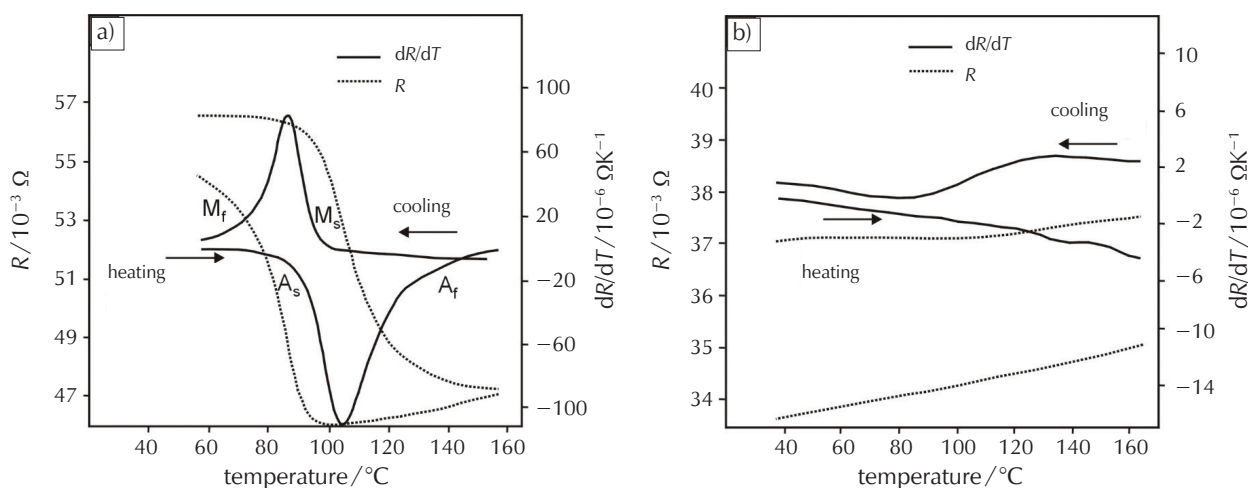 a)
dR/dT
R
57
55
53
51
49
47
R / 10⁻³ Ω
100
60
20
−20
−60
−100
dR/dT / 10⁻⁶ ΩK⁻¹
M_f
M_s
cooling
heating
A_s
A_f
40 60 80 100 120 140 160
temperature / °C
b)
dR/dT
R
40
39
38
37
36
35
34
R / 10⁻³ Ω
10
6
2
−2
−6
−10
−14
dR/dT / 10⁻⁶ ΩK⁻¹
cooling
heating
40 60 80 100 120 140 160
temperature / °C